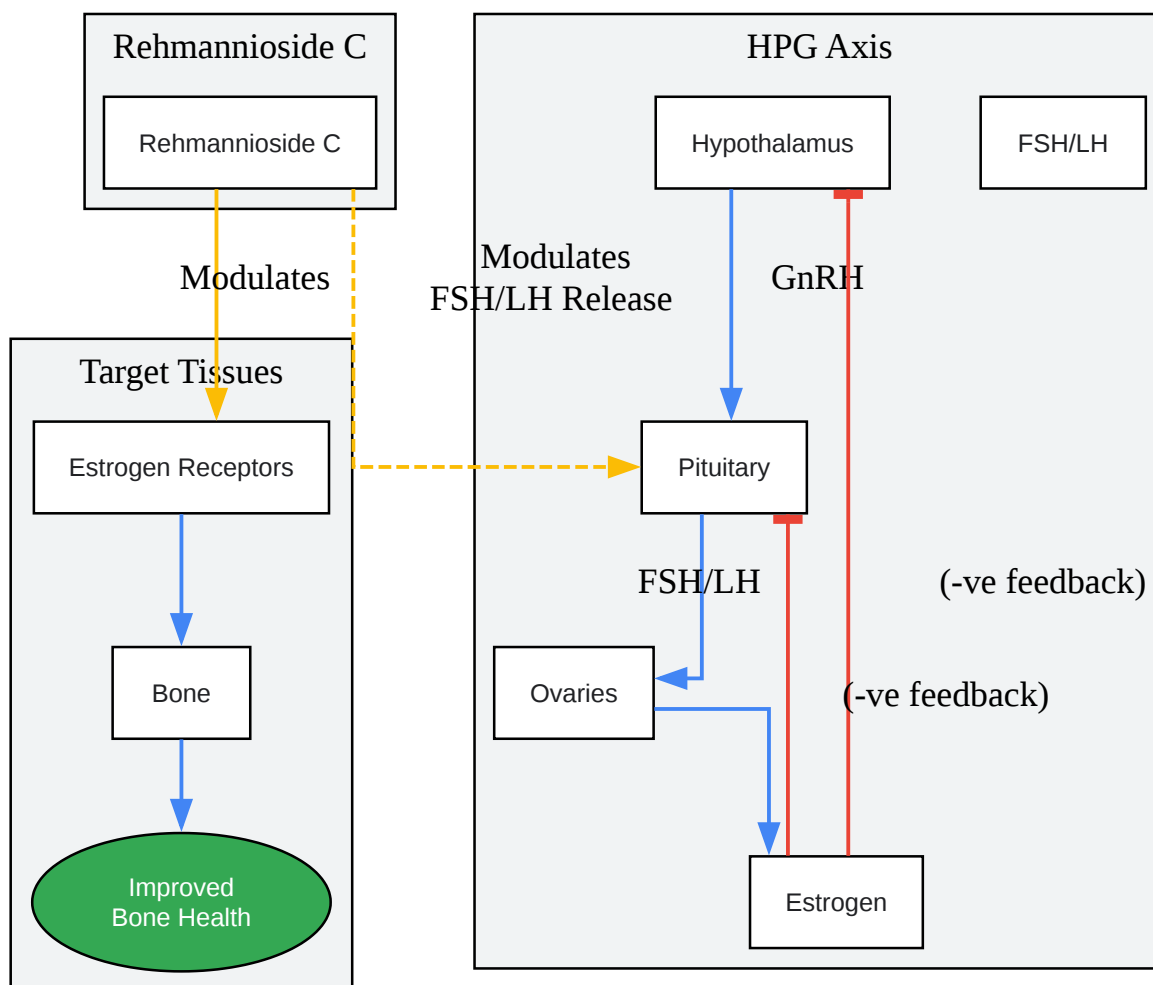 Rehmannioside C
HPG Axis
Rehmannioside C
Hypothalamus
FSH/LH
Modulates
Modulates
FSH/LH Release
GnRH
Target Tissues
Estrogen Receptors
Pituitary
FSH/LH
(-ve feedback)
Bone
Ovaries
(-ve feedback)
Improved
Bone Health
Estrogen